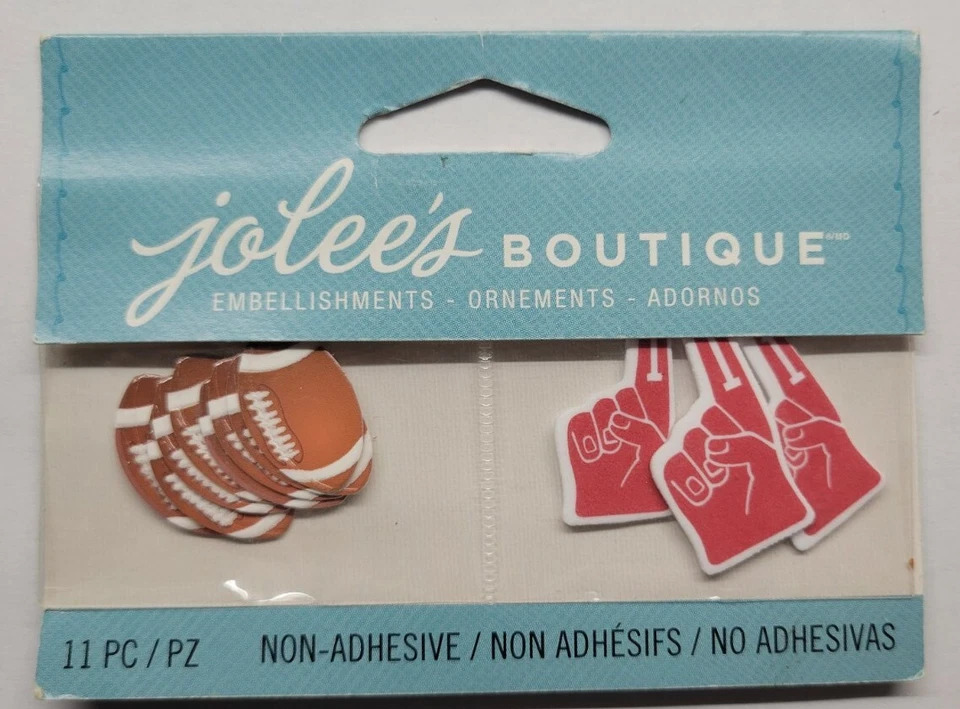 jolee's BOUTIQUE
EMBELLISHMENTS - ORNEMENTS - ADORNOS
11 PC / PZ
NON-ADHESIVE / NON ADHÉSIFS / NO ADHESIVAS